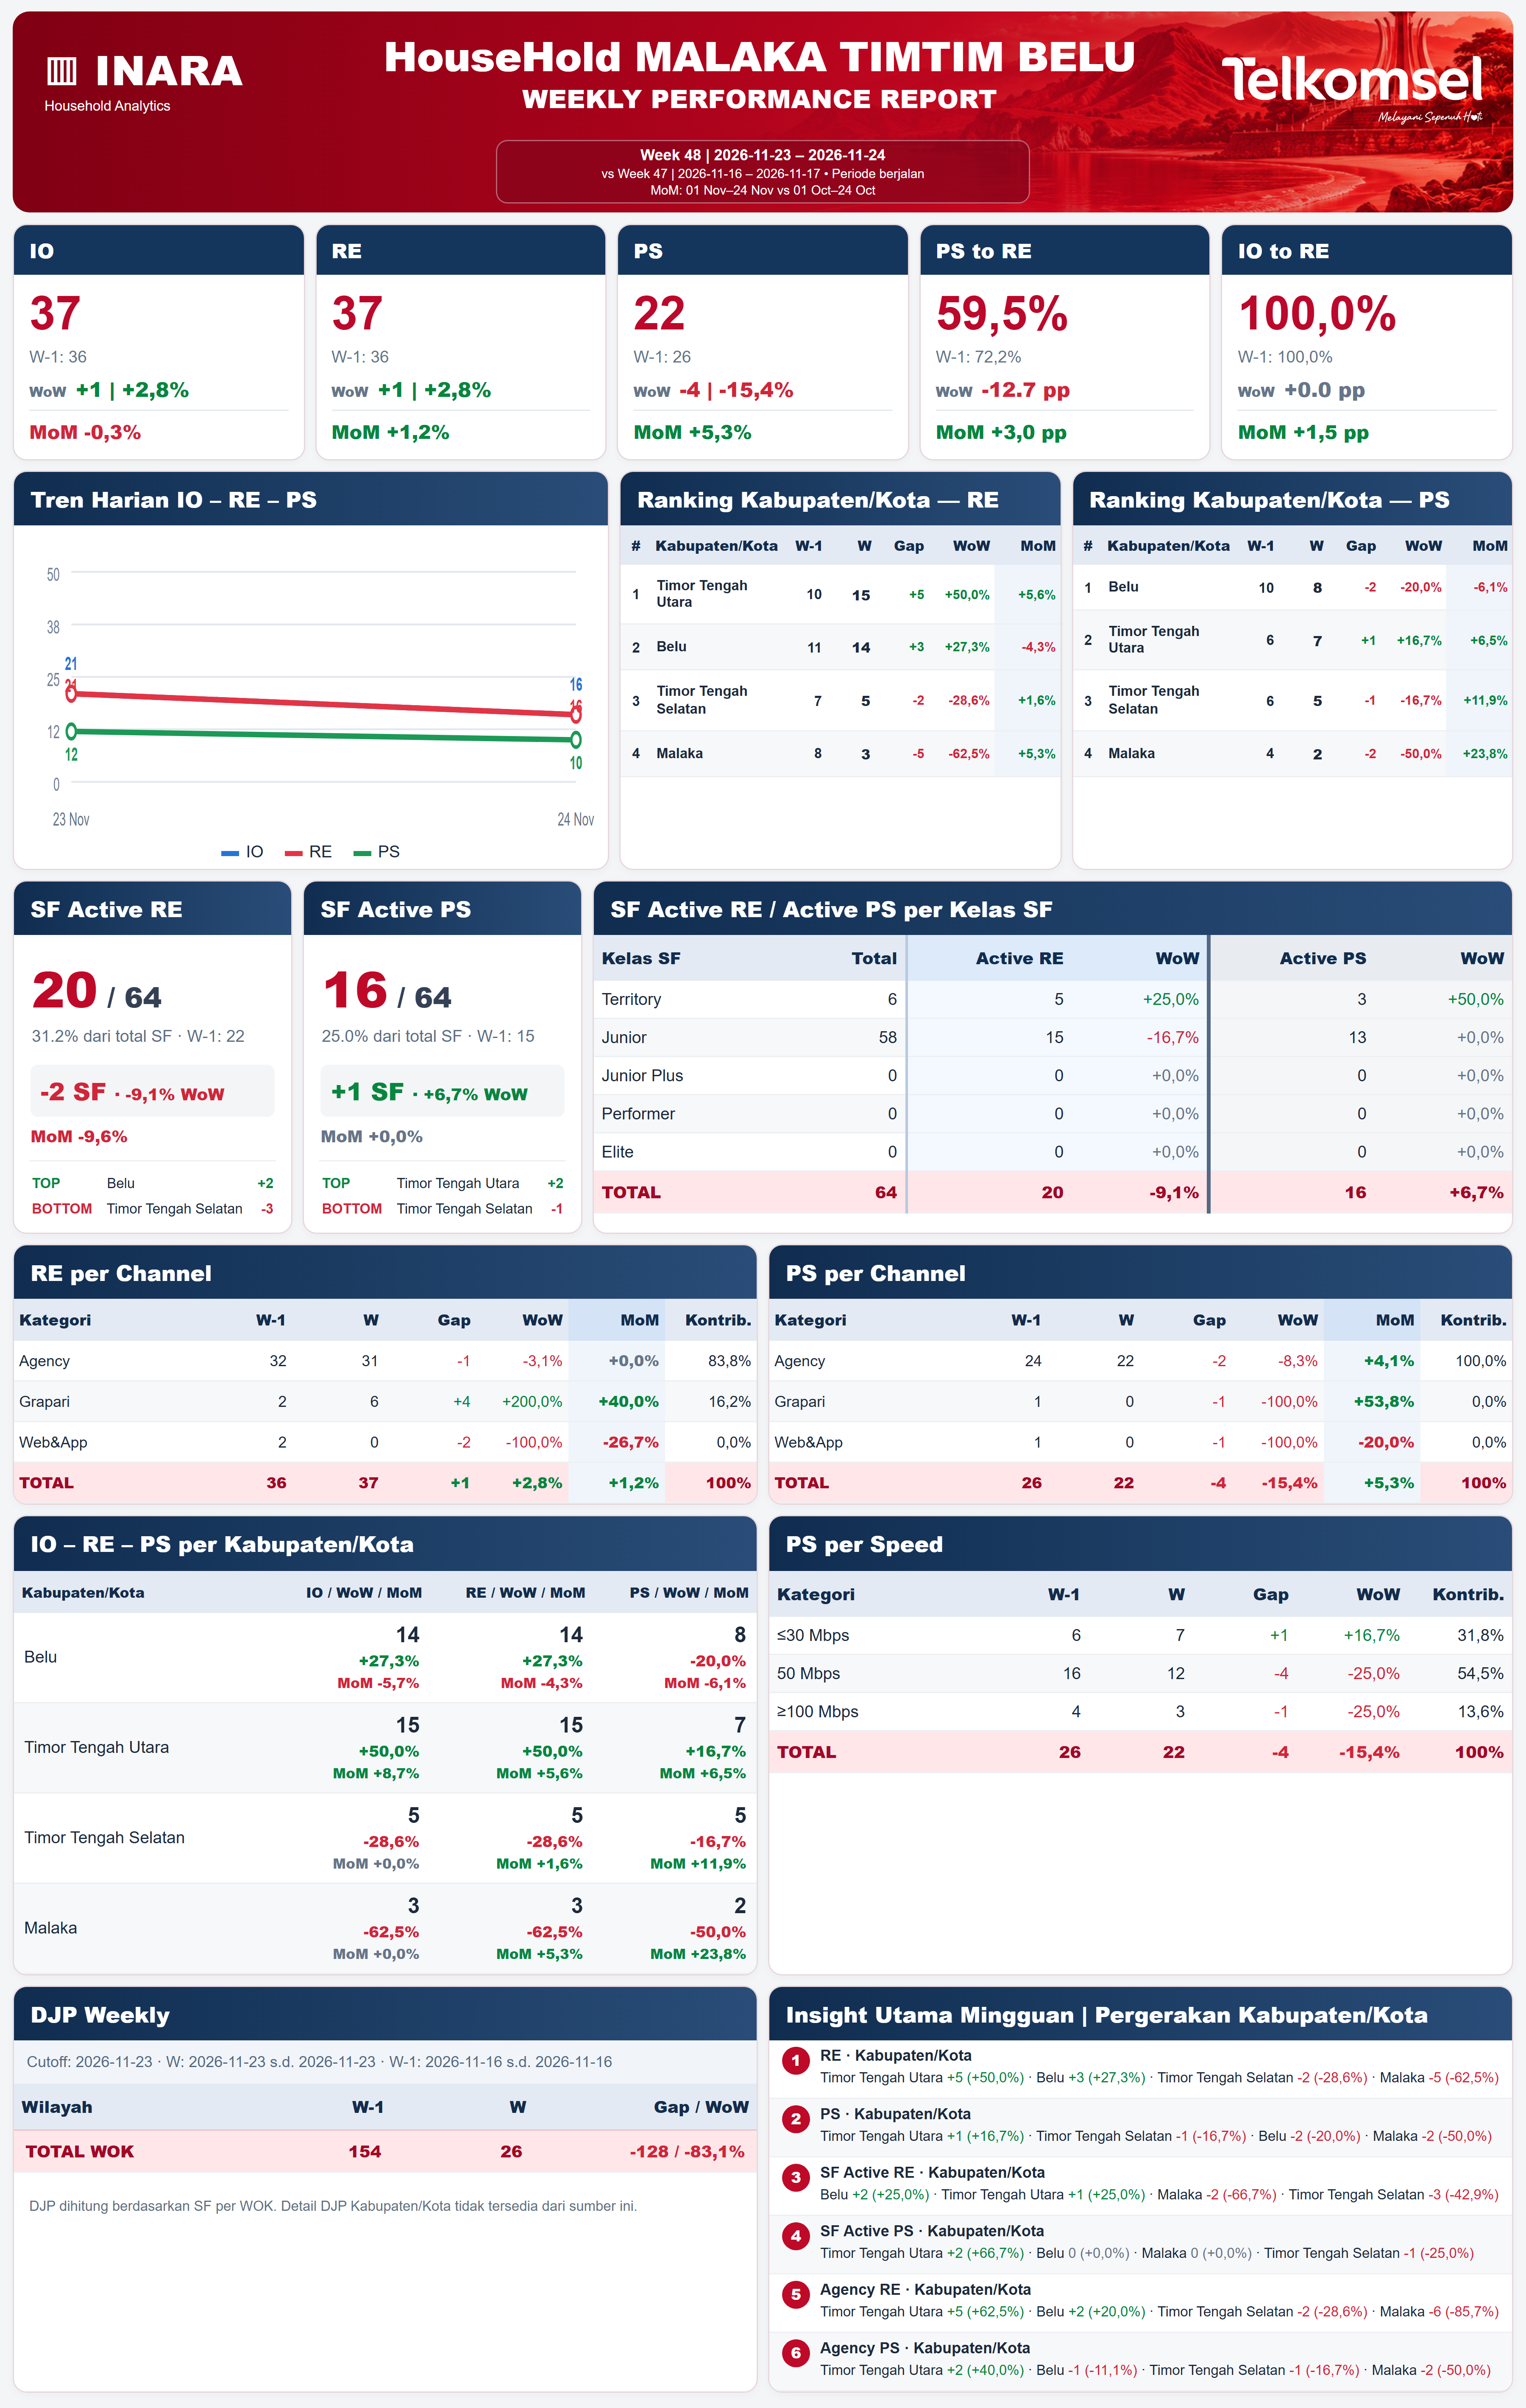 INARA
Household Analytics
HouseHold MALAKA TIMTIM BELU
WEEKLY PERFORMANCE REPORT
Telkomsel
Melayani Sepenuh Hati
Week 48 | 2026-11-23 – 2026-11-24
vs Week 47 | 2026-11-16 – 2026-11-17 • Periode berjalan
MoM: 01 Nov–24 Nov vs 01 Oct–24 Oct
IO
37
W-1: 36
WoW +1 | +2,8%
MoM -0,3%
RE
37
W-1: 36
WoW +1 | +2,8%
MoM +1,2%
PS
22
W-1: 26
WoW -4 | -15,4%
MoM +5,3%
PS to RE
59,5%
W-1: 72,2%
WoW -12.7 pp
MoM +3,0 pp
IO to RE
100,0%
W-1: 100,0%
WoW +0.0 pp
MoM +1,5 pp
Tren Harian IO – RE – PS
50
38
25
12
0
21
21
12
16
16
10
23 Nov 24 Nov
IO RE PS
Ranking Kabupaten/Kota — RE
# Kabupaten/Kota W-1 W Gap WoW MoM
1 Timor Tengah Utara 10 15 +5 +50,0% +5,6%
2 Belu 11 14 +3 +27,3% -4,3%
3 Timor Tengah Selatan 7 5 -2 -28,6% +1,6%
4 Malaka 8 3 -5 -62,5% +5,3%
Ranking Kabupaten/Kota — PS
# Kabupaten/Kota W-1 W Gap WoW MoM
1 Belu 10 8 -2 -20,0% -6,1%
2 Timor Tengah Utara 6 7 +1 +16,7% +6,5%
3 Timor Tengah Selatan 6 5 -1 -16,7% +11,9%
4 Malaka 4 2 -2 -50,0% +23,8%
SF Active RE
20 / 64
31.2% dari total SF · W-1: 22
-2 SF · -9,1% WoW
MoM -9,6%
TOP Belu +2
BOTTOM Timor Tengah Selatan -3
SF Active PS
16 / 64
25.0% dari total SF · W-1: 15
+1 SF · +6,7% WoW
MoM +0,0%
TOP Timor Tengah Utara +2
BOTTOM Timor Tengah Selatan -1
SF Active RE / Active PS per Kelas SF
Kelas SF Total Active RE WoW Active PS WoW
Territory 6 5 +25,0% 3 +50,0%
Junior 58 15 -16,7% 13 +0,0%
Junior Plus 0 0 +0,0% 0 +0,0%
Performer 0 0 +0,0% 0 +0,0%
Elite 0 0 +0,0% 0 +0,0%
TOTAL 64 20 -9,1% 16 +6,7%
RE per Channel
Kategori W-1 W Gap WoW MoM Kontrib.
Agency 32 31 -1 -3,1% +0,0% 83,8%
Grapari 2 6 +4 +200,0% +40,0% 16,2%
Web&App 2 0 -2 -100,0% -26,7% 0,0%
TOTAL 36 37 +1 +2,8% +1,2% 100%
PS per Channel
Kategori W-1 W Gap WoW MoM Kontrib.
Agency 24 22 -2 -8,3% +4,1% 100,0%
Grapari 1 0 -1 -100,0% +53,8% 0,0%
Web&App 1 0 -1 -100,0% -20,0% 0,0%
TOTAL 26 22 -4 -15,4% +5,3% 100%
IO – RE – PS per Kabupaten/Kota
Kabupaten/Kota IO / WoW / MoM RE / WoW / MoM PS / WoW / MoM
14 14 8
Belu +27,3% +27,3% -20,0%
MoM -5,7% MoM -4,3% MoM -6,1%
15 15 7
Timor Tengah Utara +50,0% +50,0% +16,7%
MoM +8,7% MoM +5,6% MoM +6,5%
5 5 5
Timor Tengah Selatan -28,6% -28,6% -16,7%
MoM +0,0% MoM +1,6% MoM +11,9%
3 3 2
Malaka -62,5% -62,5% -50,0%
MoM +0,0% MoM +5,3% MoM +23,8%
PS per Speed
Kategori W-1 W Gap WoW Kontrib.
≤30 Mbps 6 7 +1 +16,7% 31,8%
50 Mbps 16 12 -4 -25,0% 54,5%
≥100 Mbps 4 3 -1 -25,0% 13,6%
TOTAL 26 22 -4 -15,4% 100%
DJP Weekly
Cutoff: 2026-11-23 · W: 2026-11-23 s.d. 2026-11-23 · W-1: 2026-11-16 s.d. 2026-11-16
Wilayah W-1 W Gap / WoW
TOTAL WOK 154 26 -128 / -83,1%
DJP dihitung berdasarkan SF per WOK. Detail DJP Kabupaten/Kota tidak tersedia dari sumber ini.
Insight Utama Mingguan | Pergerakan Kabupaten/Kota
1 RE · Kabupaten/Kota
Timor Tengah Utara +5 (+50,0%) · Belu +3 (+27,3%) · Timor Tengah Selatan -2 (-28,6%) · Malaka -5 (-62,5%)
2 PS · Kabupaten/Kota
Timor Tengah Utara +1 (+16,7%) · Timor Tengah Selatan -1 (-16,7%) · Belu -2 (-20,0%) · Malaka -2 (-50,0%)
3 SF Active RE · Kabupaten/Kota
Belu +2 (+25,0%) · Timor Tengah Utara +1 (+25,0%) · Malaka -2 (-66,7%) · Timor Tengah Selatan -3 (-42,9%)
4 SF Active PS · Kabupaten/Kota
Timor Tengah Utara +2 (+66,7%) · Belu 0 (+0,0%) · Malaka 0 (+0,0%) · Timor Tengah Selatan -1 (-25,0%)
5 Agency RE · Kabupaten/Kota
Timor Tengah Utara +5 (+62,5%) · Belu +2 (+20,0%) · Timor Tengah Selatan -2 (-28,6%) · Malaka -6 (-85,7%)
6 Agency PS · Kabupaten/Kota
Timor Tengah Utara +2 (+40,0%) · Belu -1 (-11,1%) · Timor Tengah Selatan -1 (-16,7%) · Malaka -2 (-50,0%)